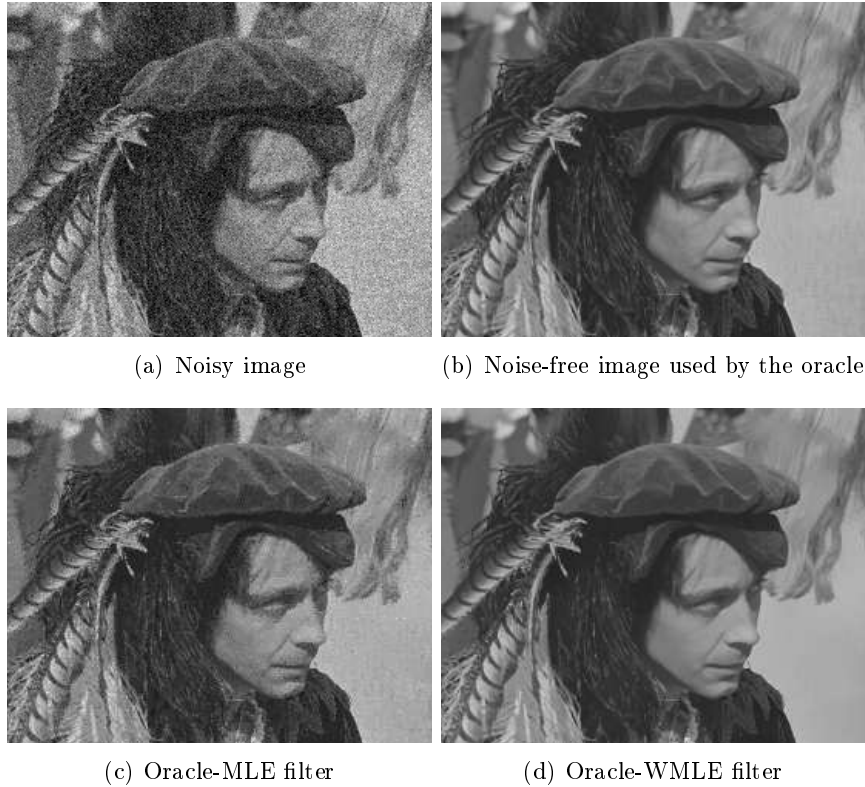 (a) Noisy image
(b) Noise-free image used by the oracle
(c) Oracle-MLE filter
(d) Oracle-WMLE filter